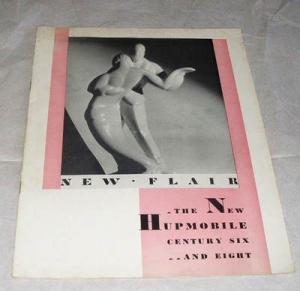 NEW · FLAIR
. THE NEW
HUPMOBILE
CENTURY SIX
. . AND EIGHT